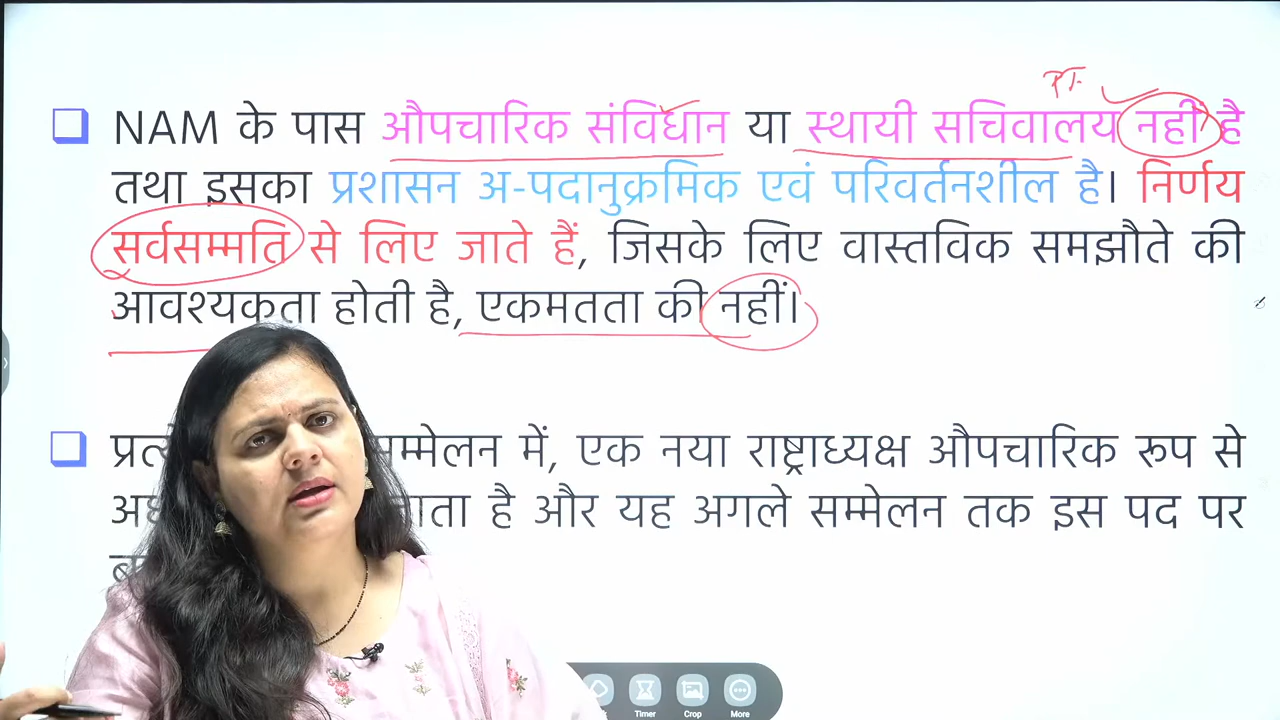 NAM के पास औपचारिक संविधान या स्थायी सचिवालय नहीं है
तथा इसका प्रशासन अ-पदानुक्रमिक एवं परिवर्तनशील है। निर्णय
सर्वसम्मति से लिए जाते हैं, जिसके लिए वास्तविक समझौते की
आवश्यकता होती है, एकमतता की नहीं।
सम्मेलन में, एक नया राष्ट्राध्यक्ष औपचारिक रूप से
है और यह अगले सम्मेलन तक इस पद पर
Timer Crop More